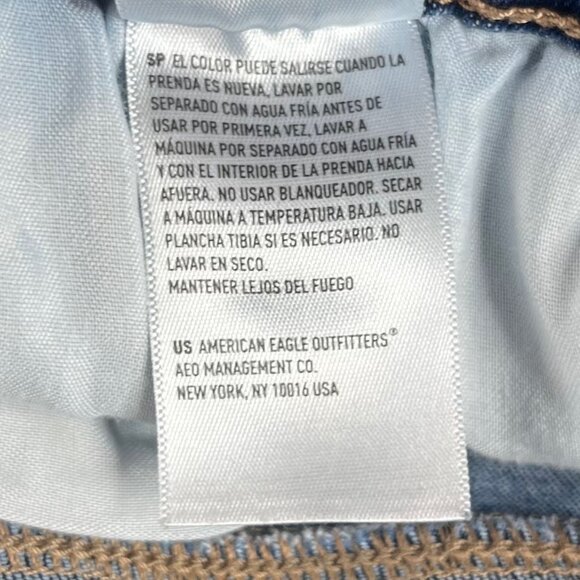 SP EL COLOR PUEDE SALIRSE CUANDO LA
PRENDA ES NUEVA, LAVAR POR
SEPARADO CON AGUA FRÍA ANTES DE
USAR POR PRIMERA VEZ, LAVAR A
MÁQUINA POR SEPARADO CON AGUA FRÍA
Y CON EL INTERIOR DE LA PRENDA HACIA
AFUERA. NO USAR BLANQUEADOR. SECAR
A MÁQUINA A TEMPERATURA BAJA. USAR
PLANCHA TIBIA SI ES NECESARIO. NO
LAVAR EN SECO.
MANTENER LEJOS DEL FUEGO
US AMERICAN EAGLE OUTFITTERS®
AEO MANAGEMENT CO.
NEW YORK, NY 10016 USA